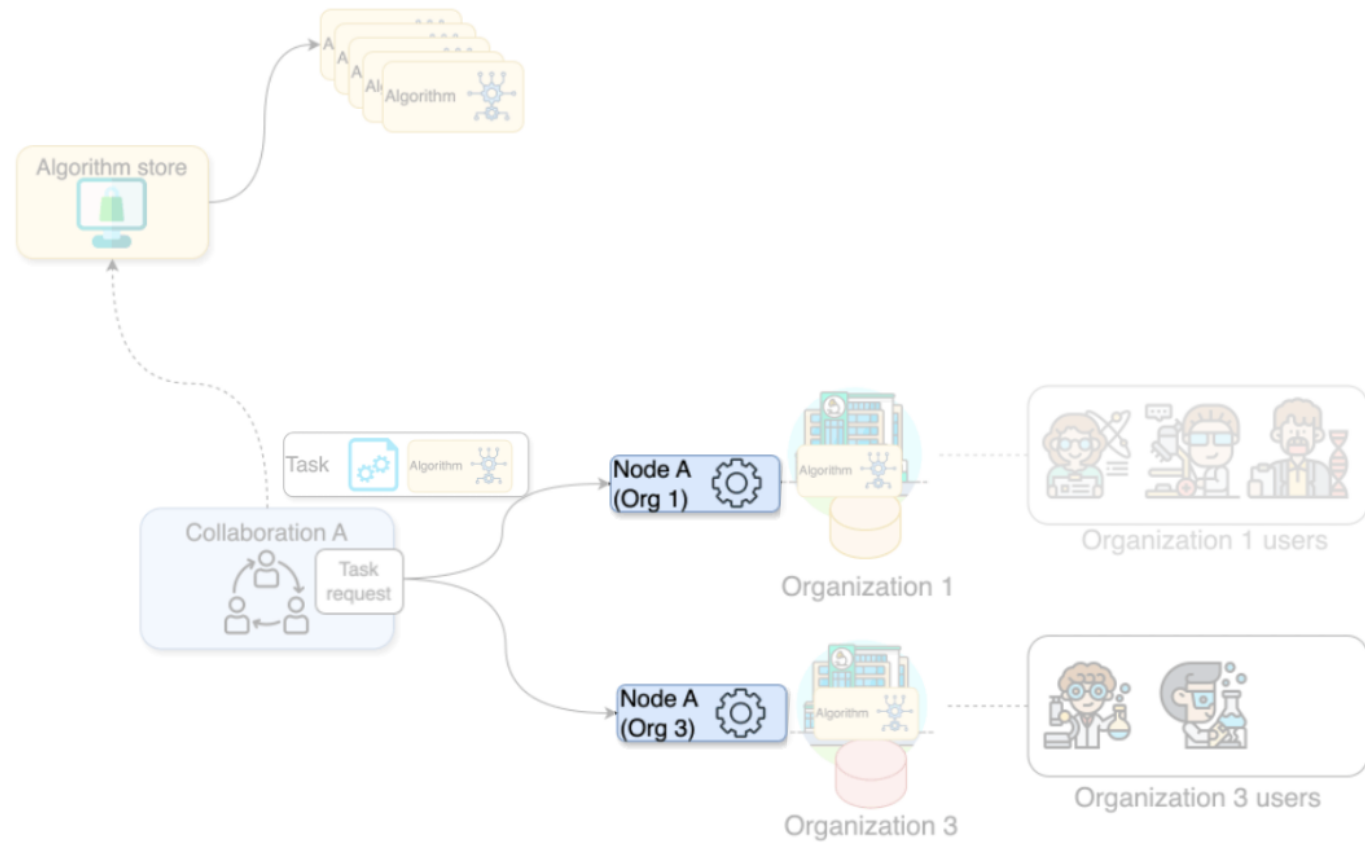 A
A
A
Al
Algorithm
Algorithm store
Task
Algorithm
Node A
(Org 1)
Algorithm
Collaboration A
Task
request
Organization 1 users
Organization 1
Node A
(Org 3)
Algorithm
Organization 3 users
Organization 3